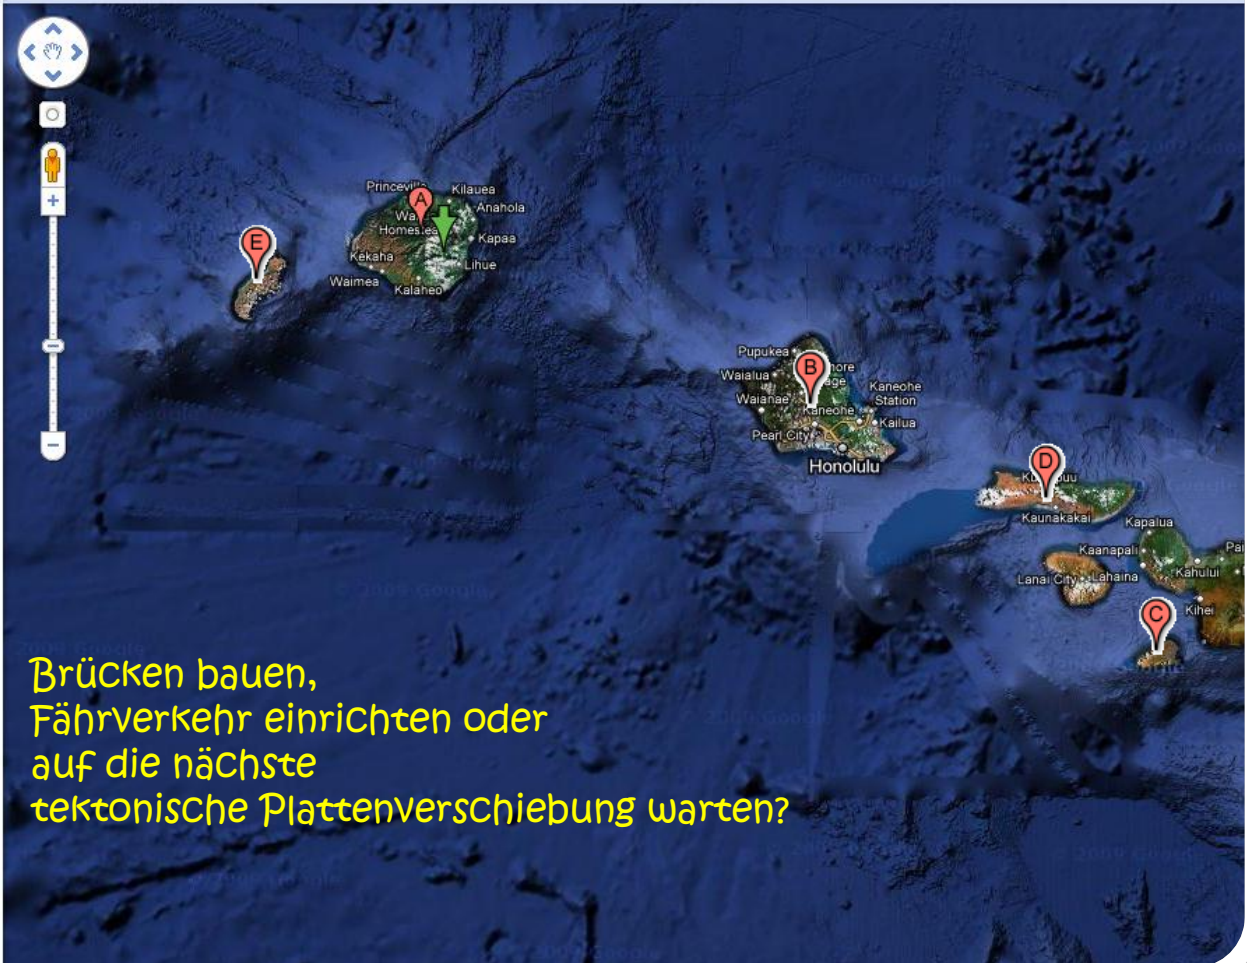 Kilauea
A
Anahola
Kapaa
E
Kekaha
Lihue
Waimea
Kalaheo
Pupukea
B
Waialua
Kaneohe
Station
Waianae
Kaneohe
Kailua
Pearl City
Honolulu
D
Kaunakakai
Kapalua
Kaanapali
Lanai City
Lahaina
Kahului
C
Kihei
Brücken bauen,
Fährverkehr einrichten oder
auf die nächste
tektonische Plattenverschiebung warten?